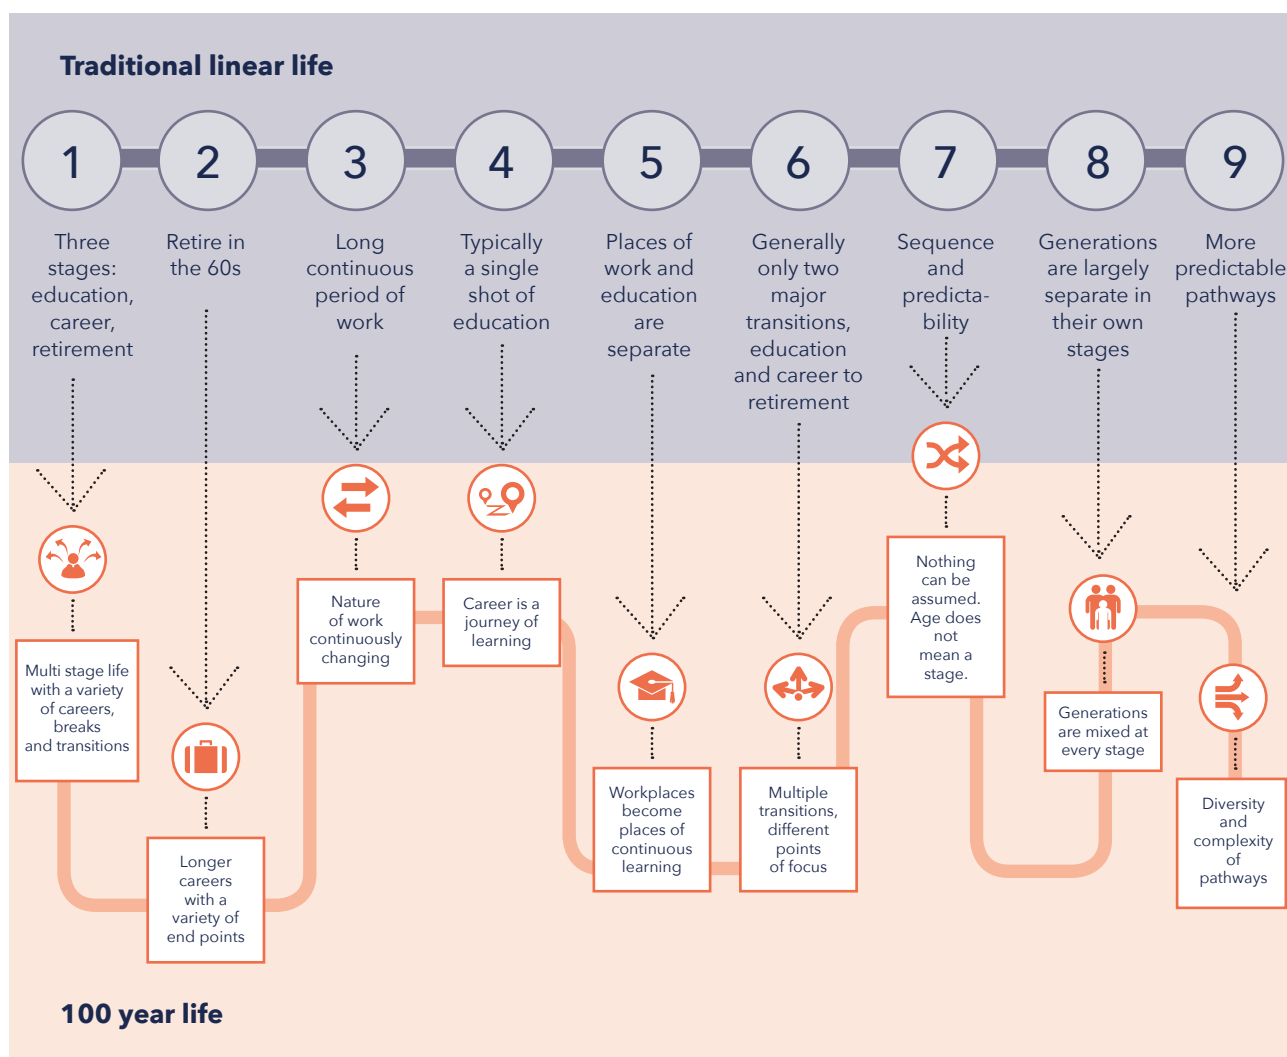 Traditional linear life
1
2
3
4
5
6
7
8
9
Three
stages:
education,
career,
retirement
Retire in
the 60s
Long
continuous
period of
work
Typically
a single
shot of
education
Places of
work and
education
are
separate
Generally
only two
major
transitions,
education
and career to
retirement
Sequence
and
predicta-
bility
Generations
are largely
separate in
their own
stages
More
predictable
pathways
Multi stage life
with a variety
of careers,
breaks
and transitions
Longer
careers
with a
variety of
end points
Nature
of work
continuously
changing
Career is a
journey of
learning
Workplaces
become
places of
continuous
learning
Multiple
transitions,
different
points
of focus
Nothing
can be
assumed.
Age does
not
mean a
stage.
Generations
are mixed at
every stage
Diversity
and
complexity
of
pathways
100 year life